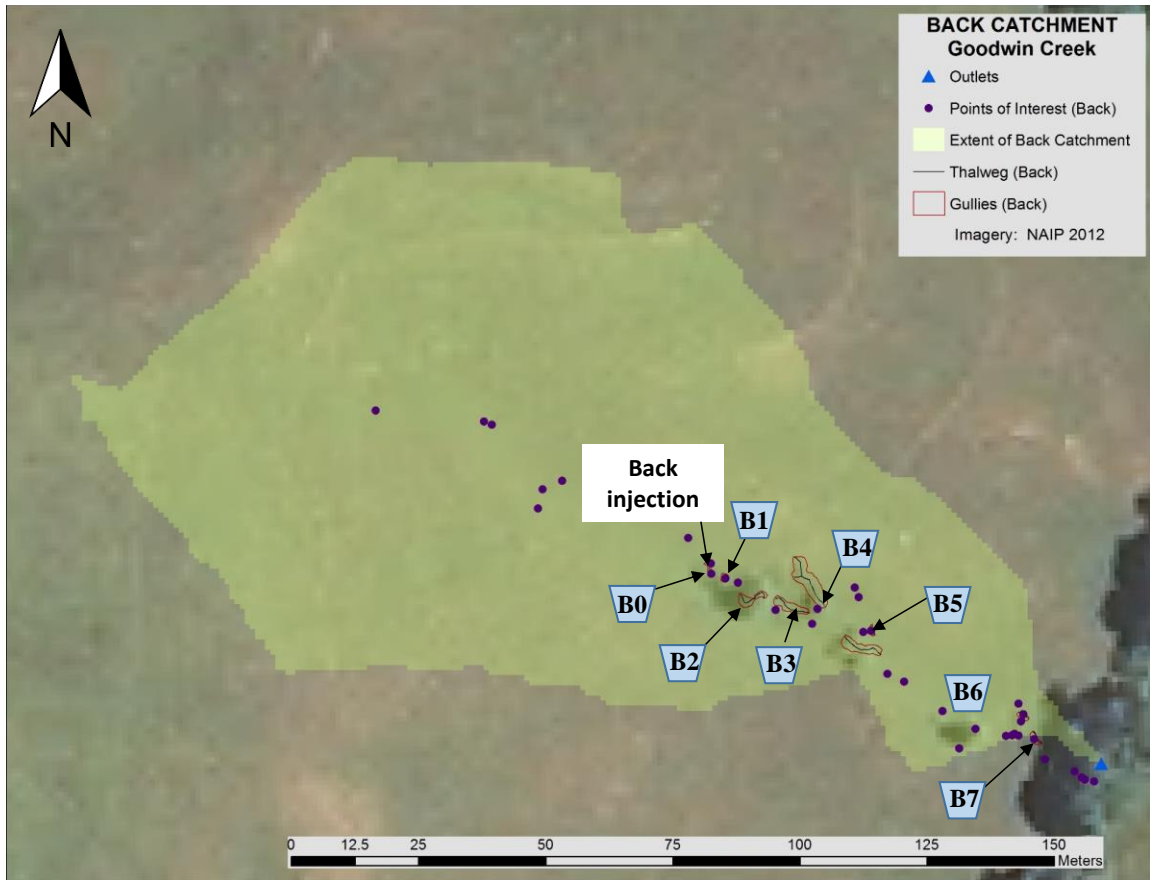 BACK CATCHMENT
Goodwin Creek
Outlets
Points of Interest (Back)
Extent of Back Catchment
Thalweg (Back)
Gullies (Back)
Imagery: NAIP 2012
N
Back
injection
B1
B4
B0
B5
B2
B3
B6
B7
0 12.5 25 50 75 100 125 150
Meters